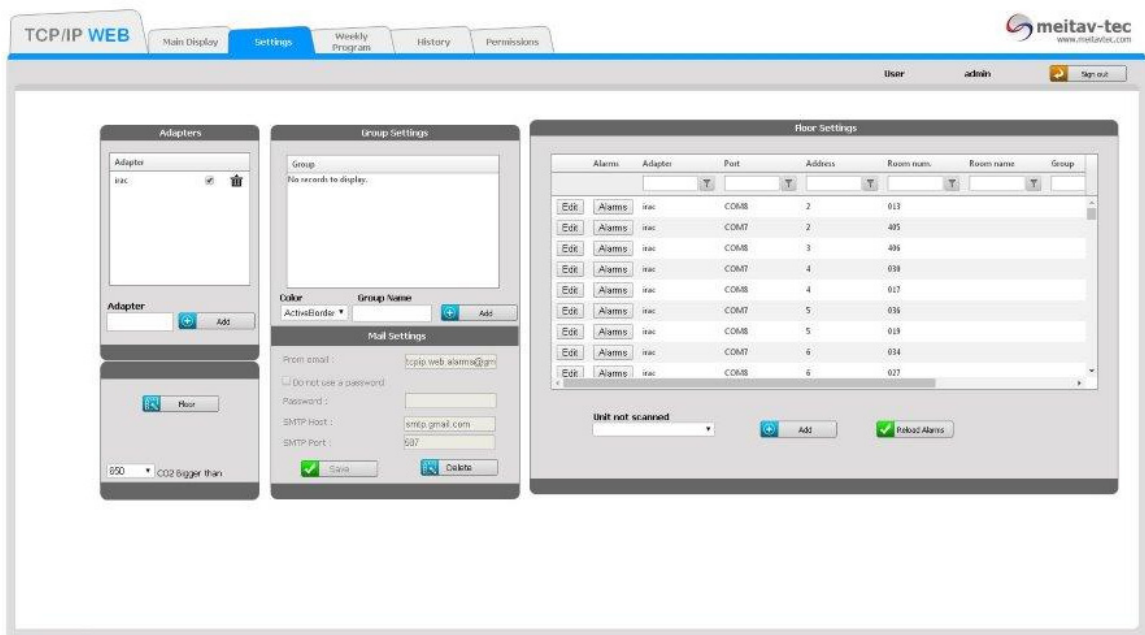 TCP/IP WEB
Main Display
Settings
Weekly
Program
History
Permissions
meitav-tec
www.meitavtec.com
User admin Sign out
Adapters
Adapter
irac
Adapter
Add
Floor
850 CO2 Bigger than
Group Settings
Group
No records to display.
Color Group Name
ActiveBorder Add
Mail Settings
From email : tcpip.web.alarms@gm
Do not use a password
Password :
SMTP Host : smtp.gmail.com
SMTP Port : 587
Save Delete
Floor Settings
Alarms Adapter Port Address Room num. Room name Group
Edit Alarms irac COM8 2 013
Edit Alarms irac COM7 2 405
Edit Alarms irac COM8 3 406
Edit Alarms irac COM7 4 030
Edit Alarms irac COM8 4 017
Edit Alarms irac COM7 5 036
Edit Alarms irac COM8 5 019
Edit Alarms irac COM7 6 034
Edit Alarms irac COM8 6 027
Unit not scanned
Add
Reload Alarms